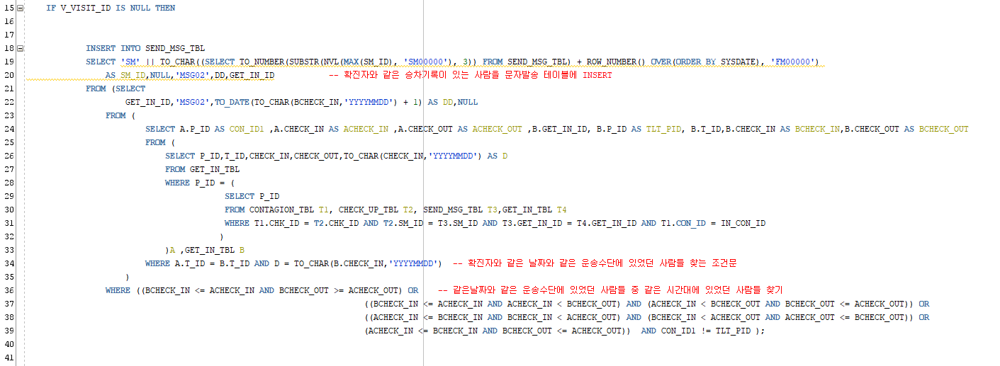 15 IF V_VISIT_ID IS NULL THEN
16
17
18 INSERT INTO SEND_MSG_TBL
19 SELECT 'SM' || TO_CHAR((SELECT TO_NUMBER(SUBSTR(NVL(MAX(SM_ID), 'SM00000'), 3)) FROM SEND_MSG_TBL) + ROW_NUMBER() OVER(ORDER BY SYSDATE), 'FM00000')
20 AS SM_ID,NULL,'MSG02',DD,GET_IN_ID -- 확진자와 같은 승차기록이 있는 사람을 문자발송 테이블에 INSERT
21 FROM (SELECT
22 GET_IN_ID,'MSG02',TO_DATE(TO_CHAR(BCHECK_IN,'YYYYMMDD') + 1) AS DD,NULL
23 FROM (
24 SELECT A.P_ID AS CON_ID1 ,A.CHECK_IN AS ACHECK_IN ,A.CHECK_OUT AS ACHECK_OUT ,B.GET_IN_ID, B.P_ID AS TLT_PID, B.T_ID,B.CHECK_IN AS BCHECK_IN,B.CHECK_OUT AS BCHECK_OUT
25 FROM (
26 SELECT P_ID,T_ID,CHECK_IN,CHECK_OUT,TO_CHAR(CHECK_IN,'YYYYMMDD') AS D
27 FROM GET_IN_TBL
28 WHERE P_ID = (
29 SELECT P_ID
30 FROM CONTAGION_TBL T1, CHECK_UP_TBL T2, SEND_MSG_TBL T3,GET_IN_TBL T4
31 WHERE T1.CHK_ID = T2.CHK_ID AND T2.SM_ID = T3.SM_ID AND T3.GET_IN_ID = T4.GET_IN_ID AND T1.CON_ID = IN_CON_ID
32 )
33 )A ,GET_IN_TBL B
34 WHERE A.T_ID = B.T_ID AND D = TO_CHAR(B.CHECK_IN,'YYYYMMDD') -- 확진자와 같은 날짜와 같은 운송수단에 있었던 사람들 찾는 조건문
35 )
36 WHERE ((BCHECK_IN <= ACHECK_IN AND BCHECK_OUT >= ACHECK_OUT) OR -- 같은날짜와 같은 운송수단에 있었던 사람들 중 같은 시간대에 있었던 사람들 찾기
37 ((BCHECK_IN <= ACHECK_IN AND ACHECK_IN < BCHECK_OUT) AND (ACHECK_IN < BCHECK_OUT AND BCHECK_OUT <= ACHECK_OUT)) OR
38 ((ACHECK_IN <= BCHECK_IN AND BCHECK_IN < ACHECK_OUT) AND (BCHECK_IN < ACHECK_OUT AND ACHECK_OUT <= BCHECK_OUT)) OR
39 (ACHECK_IN <= BCHECK_IN AND BCHECK_OUT <= ACHECK_OUT)) AND CON_ID1 != TLT_PID );
40
41